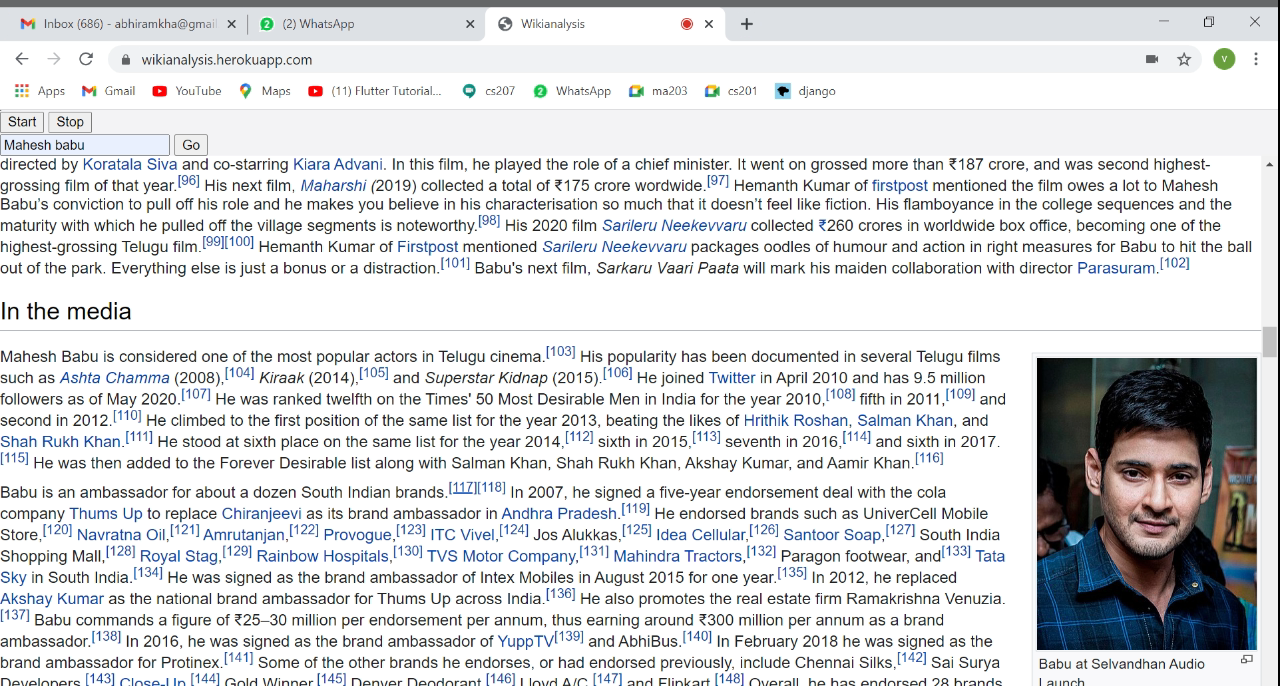 Inbox (686) - abhiramkha@gmai
(2) WhatsApp
Wikianalysis
wikianalysis.herokuapp.com
V
Apps Gmail YouTube Maps (11) Flutter Tutorial... cs207 WhatsApp ma203 cs201 django
Start Stop
Mahesh babu Go
directed by Koratala Siva and co-starring Kiara Advani. In this film, he played the role of a chief minister. It went on grossed more than ₹187 crore, and was second highest-
grossing film of that year.[96] His next film, Maharshi (2019) collected a total of ₹175 crore wordwide.[97] Hemanth Kumar of firstpost mentioned the film owes a lot to Mahesh
Babu's conviction to pull off his role and he makes you believe in his characterisation so much that it doesn't feel like fiction. His flamboyance in the college sequences and the
maturity with which he pulled off the village segments is noteworthy.[98] His 2020 film Sarileru Neekevvaru collected ₹260 crores in worldwide box office, becoming one of the
highest-grossing Telugu film.[99][100] Hemanth Kumar of Firstpost mentioned Sarileru Neekevvaru packages oodles of humour and action in right measures for Babu to hit the ball
out of the park. Everything else is just a bonus or a distraction.[101] Babu's next film, Sarkaru Vaari Paata will mark his maiden collaboration with director Parasuram.[102]
In the media
Mahesh Babu is considered one of the most popular actors in Telugu cinema.[103] His popularity has been documented in several Telugu films
such as Ashta Chamma (2008),[104] Kiraak (2014),[105] and Superstar Kidnap (2015).[106] He joined Twitter in April 2010 and has 9.5 million
followers as of May 2020.[107] He was ranked twelfth on the Times' 50 Most Desirable Men in India for the year 2010,[108] fifth in 2011,[109] and
second in 2012.[110] He climbed to the first position of the same list for the year 2013, beating the likes of Hrithik Roshan, Salman Khan, and
Shah Rukh Khan.[111] He stood at sixth place on the same list for the year 2014,[112] sixth in 2015,[113] seventh in 2016,[114] and sixth in 2017.
[115] He was then added to the Forever Desirable list along with Salman Khan, Shah Rukh Khan, Akshay Kumar, and Aamir Khan.[116]
Babu is an ambassador for about a dozen South Indian brands.[117][118] In 2007, he signed a five-year endorsement deal with the cola
company Thums Up to replace Chiranjeevi as its brand ambassador in Andhra Pradesh.[119] He endorsed brands such as UniverCell Mobile
Store,[120] Navratna Oil,[121] Amrutanjan,[122] Provogue,[123] ITC Vivel,[124] Jos Alukkas,[125] Idea Cellular,[126] Santoor Soap,[127] South India
Shopping Mall,[128] Royal Stag,[129] Rainbow Hospitals,[130] TVS Motor Company,[131] Mahindra Tractors,[132] Paragon footwear, and[133] Tata
Sky in South India.[134] He was signed as the brand ambassador of Intex Mobiles in August 2015 for one year.[135] In 2012, he replaced
Akshay Kumar as the national brand ambassador for Thums Up across India.[136] He also promotes the real estate firm Ramakrishna Venuzia.
[137] Babu commands a figure of ₹25–30 million per endorsement per annum, thus earning around ₹300 million per annum as a brand
ambassador.[138] In 2016, he was signed as the brand ambassador of YuppTV[139] and AbhiBus.[140] In February 2018 he was signed as the
brand ambassador for Protinex.[141] Some of the other brands he endorses, or had endorsed previously, include Chennai Silks,[142] Sai Surya
Developers,[143] Close-Up,[144] Gold Winner,[145] Denver Deodorant,[146] Lloyd A/C,[147] and Flipkart.[148] Overall, he has endorsed 28 brands
Babu at Selvandhan Audio
Launch